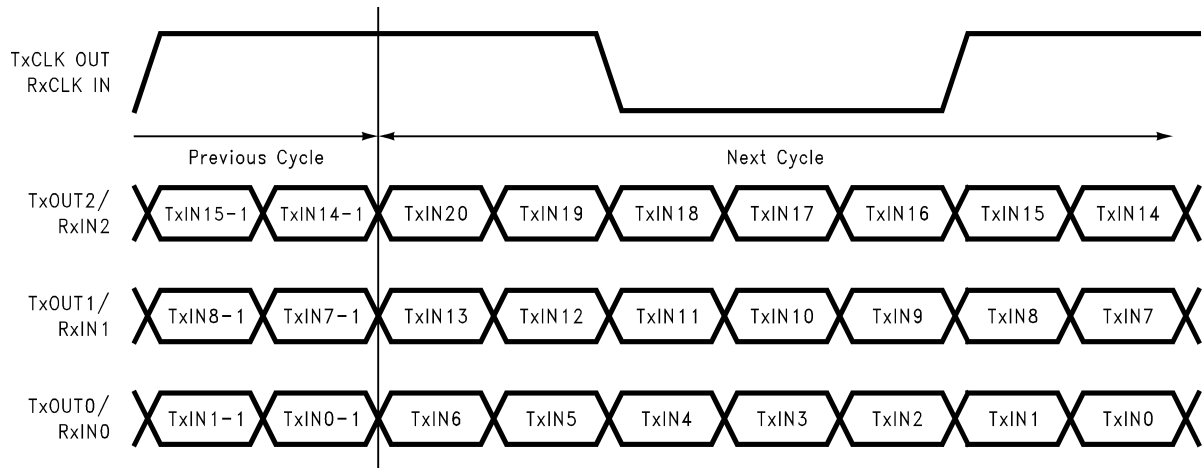 TxCLK OUT
RxCLK IN
Previous Cycle
Next Cycle
TxOUT2/
RxIN2
TxIN15-1 TxIN14-1 TxIN20 TxIN19 TxIN18 TxIN17 TxIN16 TxIN15 TxIN14
TxOUT1/
RxIN1
TxIN8-1 TxIN7-1 TxIN13 TxIN12 TxIN11 TxIN10 TxIN9 TxIN8 TxIN7
TxOUT0/
RxIN0
TxIN1-1 TxIN0-1 TxIN6 TxIN5 TxIN4 TxIN3 TxIN2 TxIN1 TxIN0